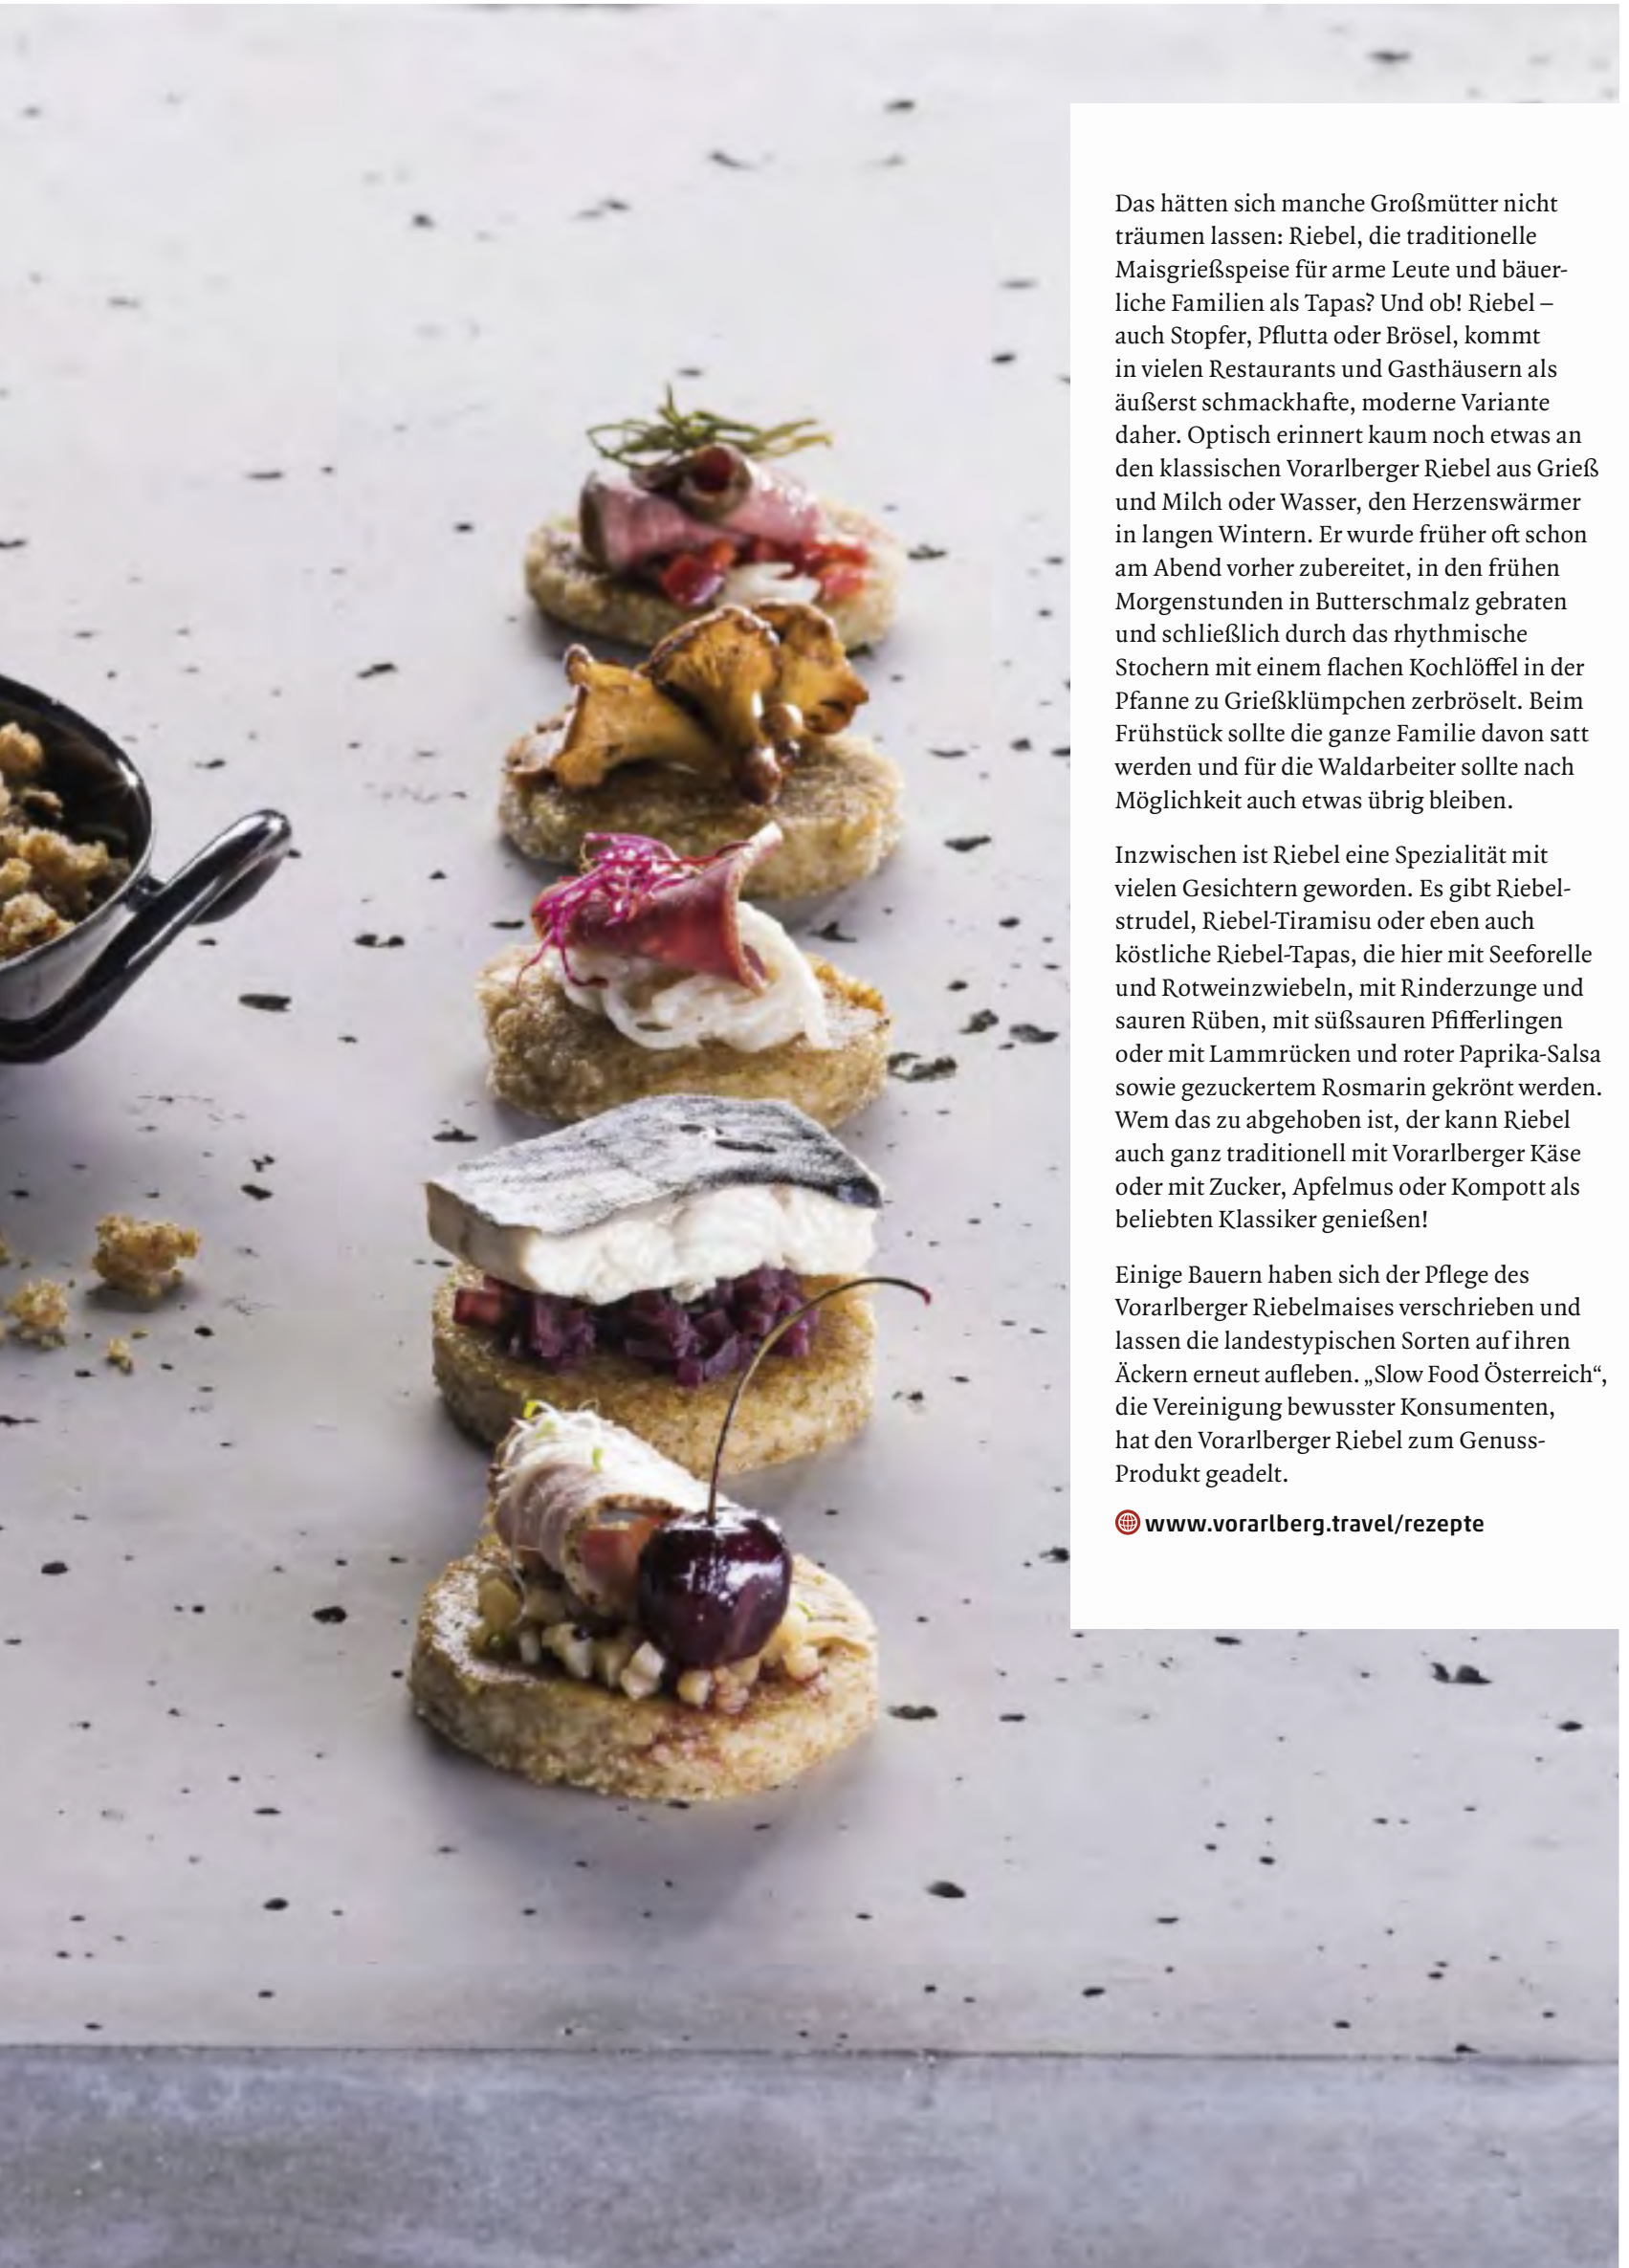 Das hätten sich manche Großmütter nicht
träumen lassen: Riebel, die traditionelle
Maisgrießspeise für arme Leute und bäuer-
liche Familien als Tapas? Und ob! Riebel –
auch Stopfer, Pflutta oder Brösel, kommt
in vielen Restaurants und Gasthäusern als
äußerst schmackhafte, moderne Variante
daher. Optisch erinnert kaum noch etwas an
den klassischen Vorarlberger Riebel aus Grieß
und Milch oder Wasser, den Herzenswärmer
in langen Wintern. Er wurde früher oft schon
am Abend vorher zubereitet, in den frühen
Morgenstunden in Butterschmalz gebraten
und schließlich durch das rhythmische
Stochern mit einem flachen Kochlöffel in der
Pfanne zu Grießklümpchen zerbröselt. Beim
Frühstück sollte die ganze Familie davon satt
werden und für die Waldarbeiter sollte nach
Möglichkeit auch etwas übrig bleiben.
Inzwischen ist Riebel eine Spezialität mit
vielen Gesichtern geworden. Es gibt Riebel-
strudel, Riebel-Tiramisu oder eben auch
köstliche Riebel-Tapas, die hier mit Seeforelle
und Rotweinzwiebeln, mit Rinderzunge und
sauren Rüben, mit süßsauren Pfifferlingen
oder mit Lammrücken und roter Paprika-Salsa
sowie gezuckertem Rosmarin gekrönt werden.
Wem das zu abgehoben ist, der kann Riebel
auch ganz traditionell mit Vorarlberger Käse
oder mit Zucker, Apfelmus oder Kompott als
beliebten Klassiker genießen!
Einige Bauern haben sich der Pflege des
Vorarlberger Riebelmaises verschrieben und
lassen die landestypischen Sorten auf ihren
Äckern erneut aufleben. „Slow Food Österreich“,
die Vereinigung bewusster Konsumenten,
hat den Vorarlberger Riebel zum Genuss-
Produkt geadelt.
www.vorarlberg.travel/rezepte